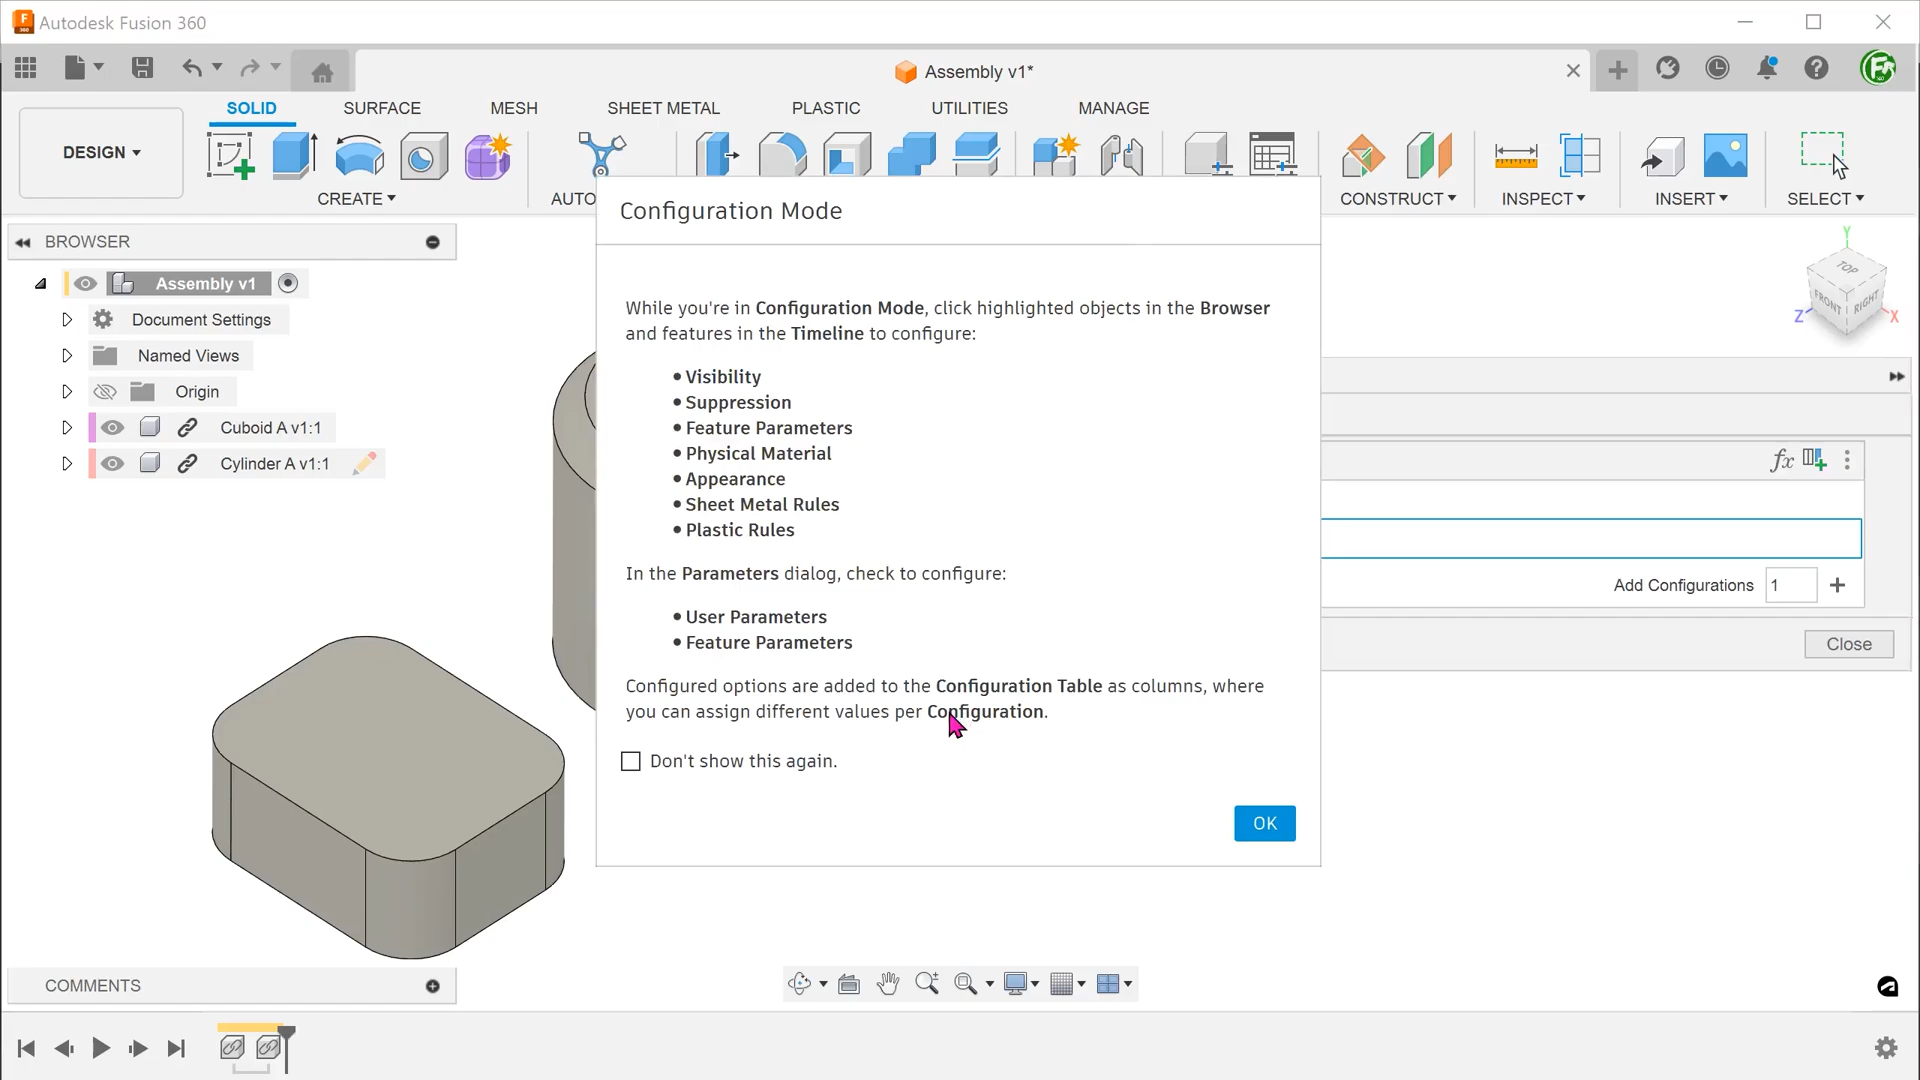 Autodesk Fusion 360
Assembly v1*
SOLID SURFACE MESH SHEET METAL PLASTIC UTILITIES MANAGE
DESIGN
CREATE AUTO CONSTRUCT INSPECT INSERT SELECT
Configuration Mode
BROWSER
Assembly v1
Document Settings
Named Views
Origin
Cuboid A v1:1
Cylinder A v1:1
While you're in Configuration Mode, click highlighted objects in the Browser
and features in the Timeline to configure:
• Visibility
• Suppression
• Feature Parameters
• Physical Material
• Appearance
• Sheet Metal Rules
• Plastic Rules
In the Parameters dialog, check to configure:
• User Parameters
• Feature Parameters
Configured options are added to the Configuration Table as columns, where
you can assign different values per Configuration.
Don't show this again.
OK
Y
TOP
FRONT RIGHT
Z X
fx
Add Configurations 1
Close
COMMENTS